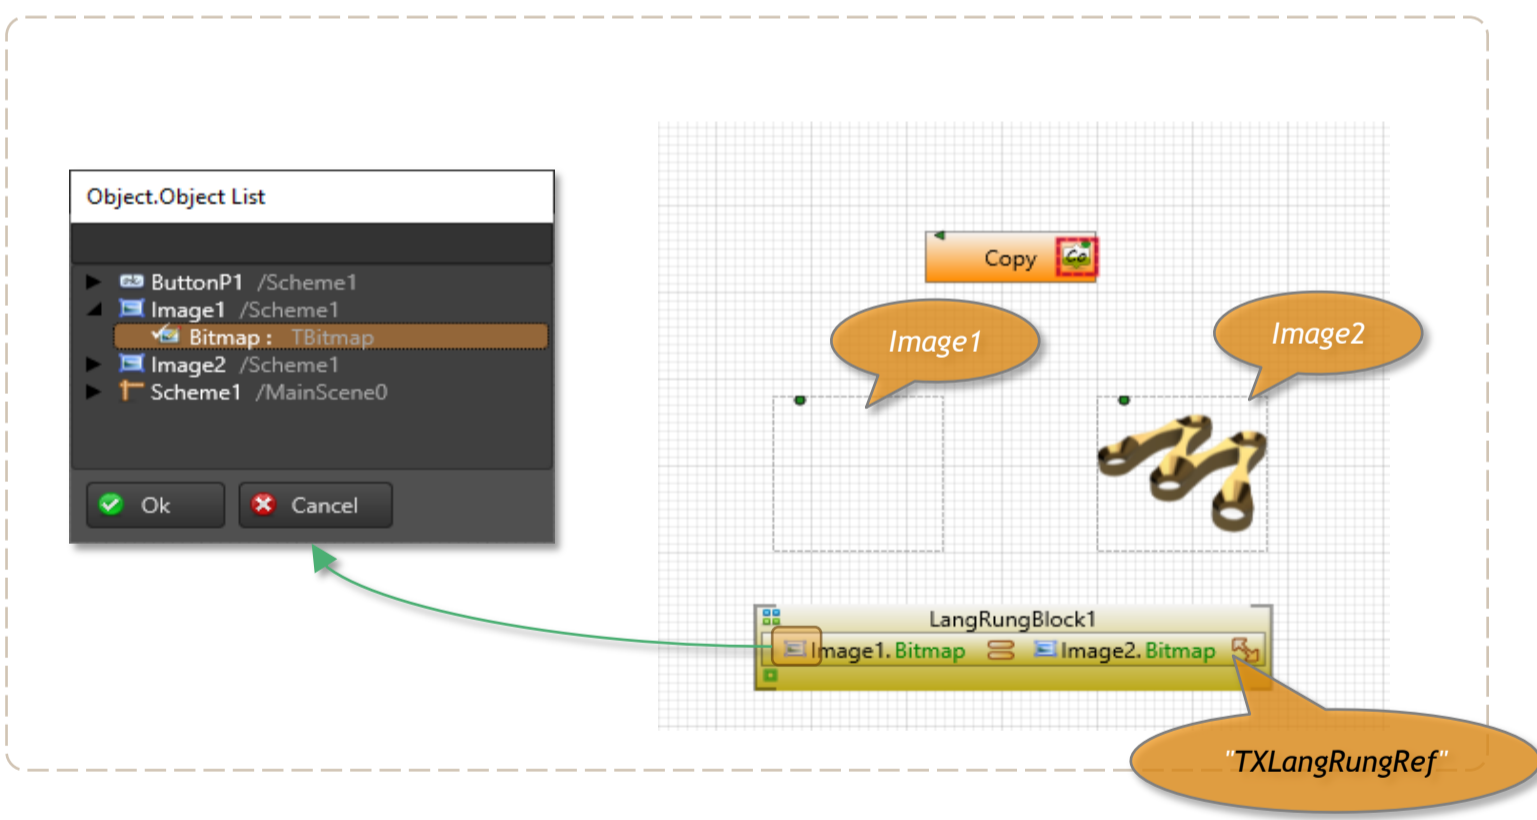 Object.Object List
ButtonP1 /Scheme1
Image1 /Scheme1
Bitmap : TBitmap
Image2 /Scheme1
Scheme1 /MainScene0
Ok
Cancel
Copy
Co
Image1
Image2
LangRungBlock1
Image1.Bitmap
Image2.Bitmap
"TXLangRungRef"